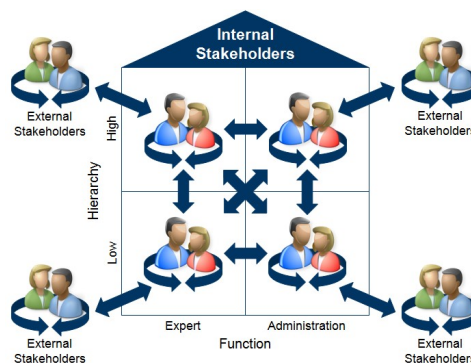 Internal
Stakeholders
External
Stakeholders
External
Stakeholders
High
Hierarchy
Low
External
Stakeholders
External
Stakeholders
Expert
Administration
Function